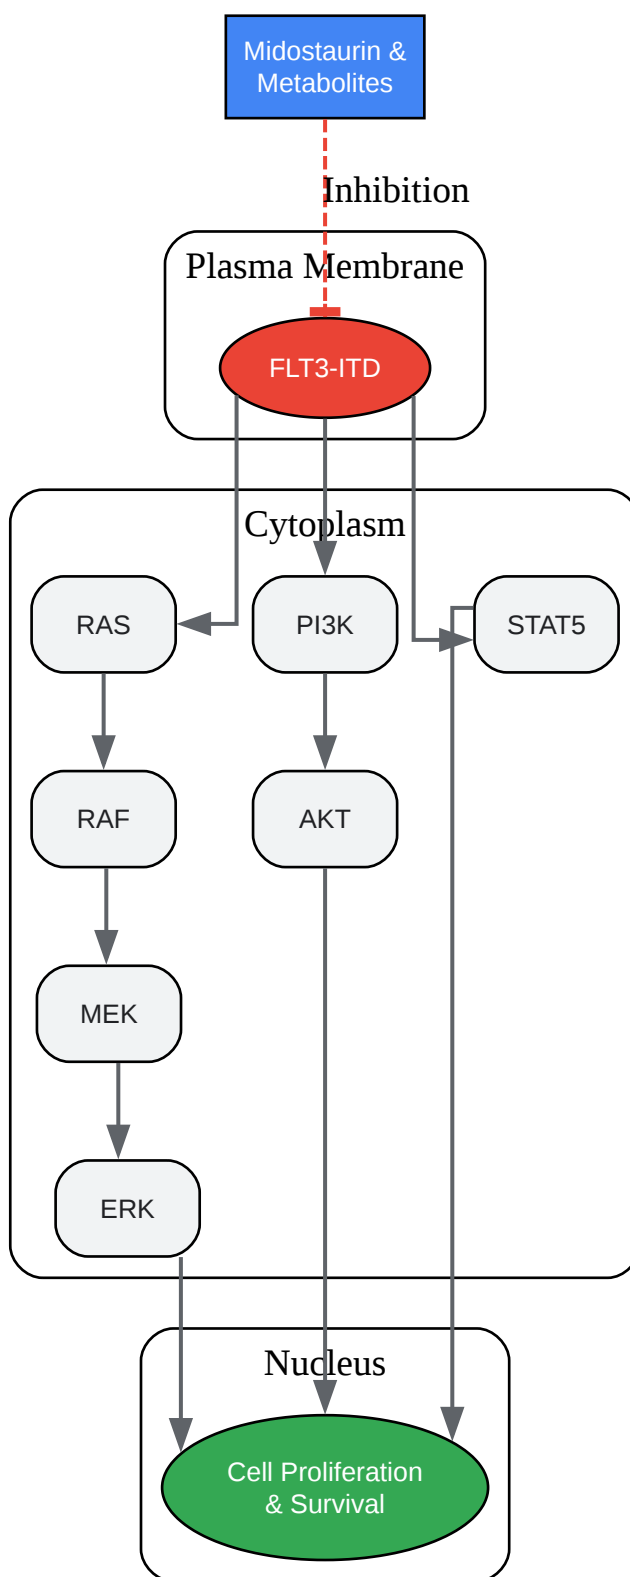 Midostaurin &
Metabolites
Inhibition
Plasma Membrane
FLT3-ITD
Cytoplasm
RAS
PI3K
STAT5
RAF
AKT
MEK
ERK
Nucleus
Cell Proliferation
& Survival